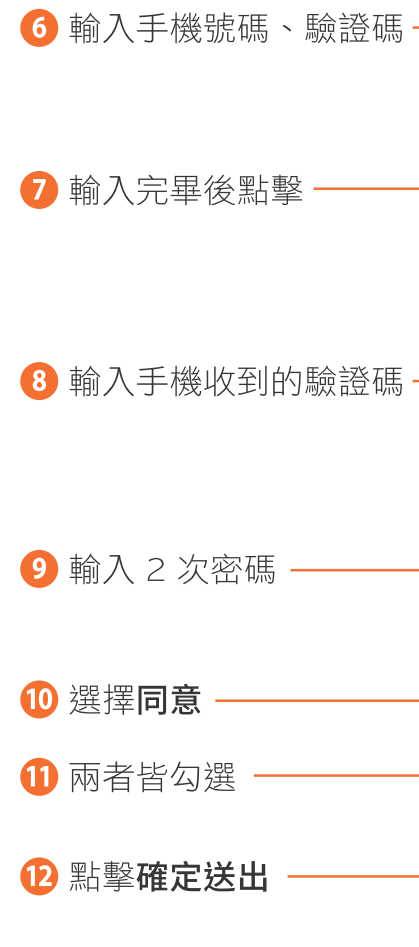 6 輸入手機號碼、驗證碼
7 輸入完畢後點擊
8 輸入手機收到的驗證碼
9 輸入 2 次密碼
10 選擇同意
11 兩者皆勾選
12 點擊確定送出